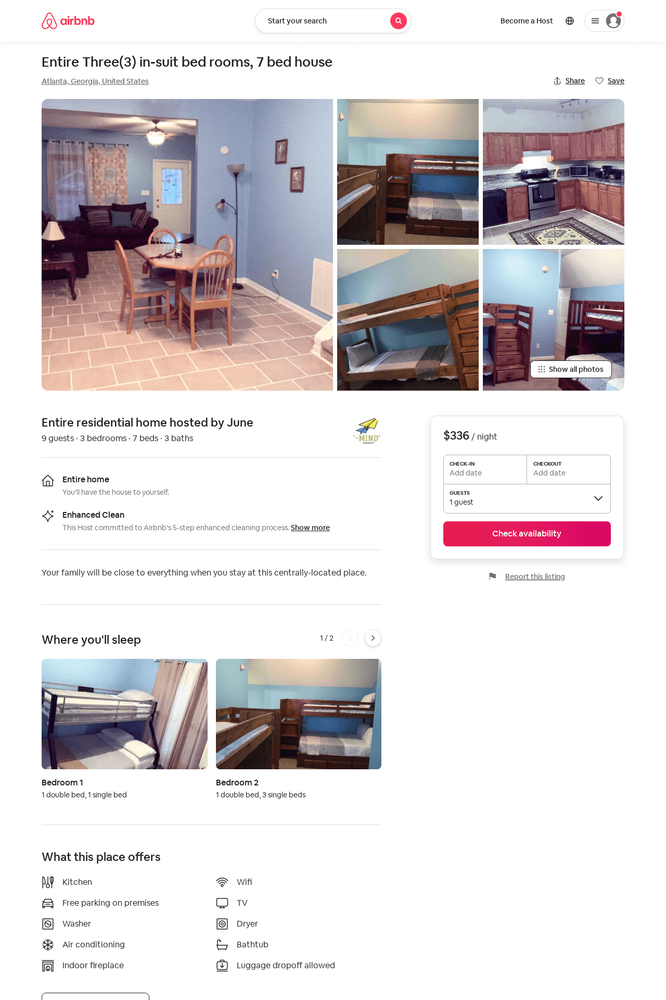 airbnb
Start your search
Become a Host
Entire Three(3) in-suit bed rooms, 7 bed house
Atlanta, Georgia, United States
Share
Save
Show all photos
Entire residential home hosted by June
9 guests · 3 bedrooms · 7 beds · 3 baths
Entire home
You'll have the house to yourself.
Enhanced Clean
This Host committed to Airbnb's 5-step enhanced cleaning process. Show more
Your family will be close to everything when you stay at this centrally-located place.
$336 / night
CHECK-IN
Add date
CHECKOUT
Add date
GUESTS
1 guest
Check availability
Report this listing
Where you'll sleep
1 / 2
Bedroom 1
1 double bed, 1 single bed
Bedroom 2
1 double bed, 3 single beds
What this place offers
Kitchen
Wifi
Free parking on premises
TV
Washer
Dryer
Air conditioning
Bathtub
Indoor fireplace
Luggage dropoff allowed